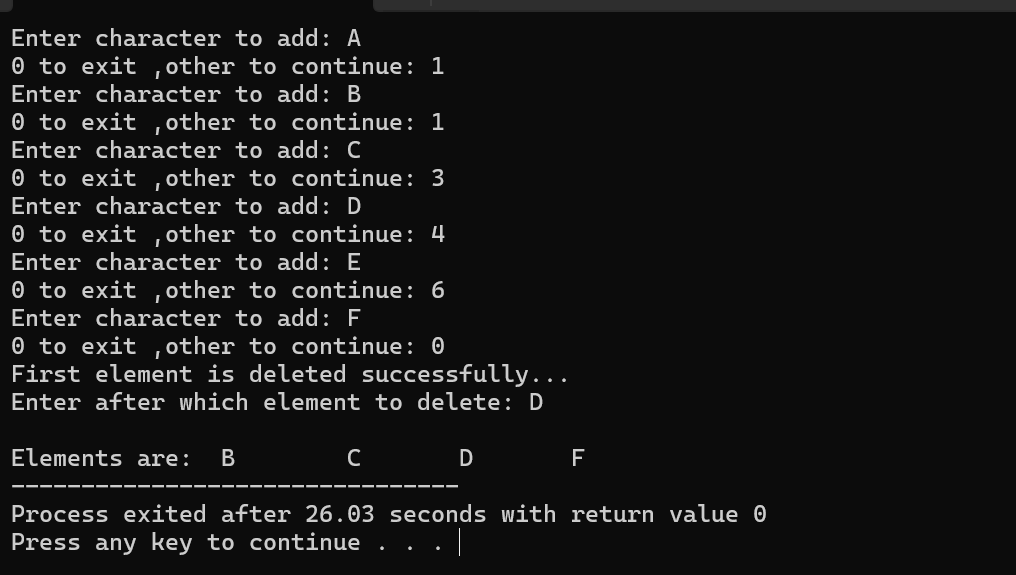 Enter character to add: A
0 to exit ,other to continue: 1
Enter character to add: B
0 to exit ,other to continue: 1
Enter character to add: C
0 to exit ,other to continue: 3
Enter character to add: D
0 to exit ,other to continue: 4
Enter character to add: E
0 to exit ,other to continue: 6
Enter character to add: F
0 to exit ,other to continue: 0
First element is deleted successfully...
Enter after which element to delete: D
Elements are:  B        C       D       F
--------------------------------
Process exited after 26.03 seconds with return value 0
Press any key to continue . . .